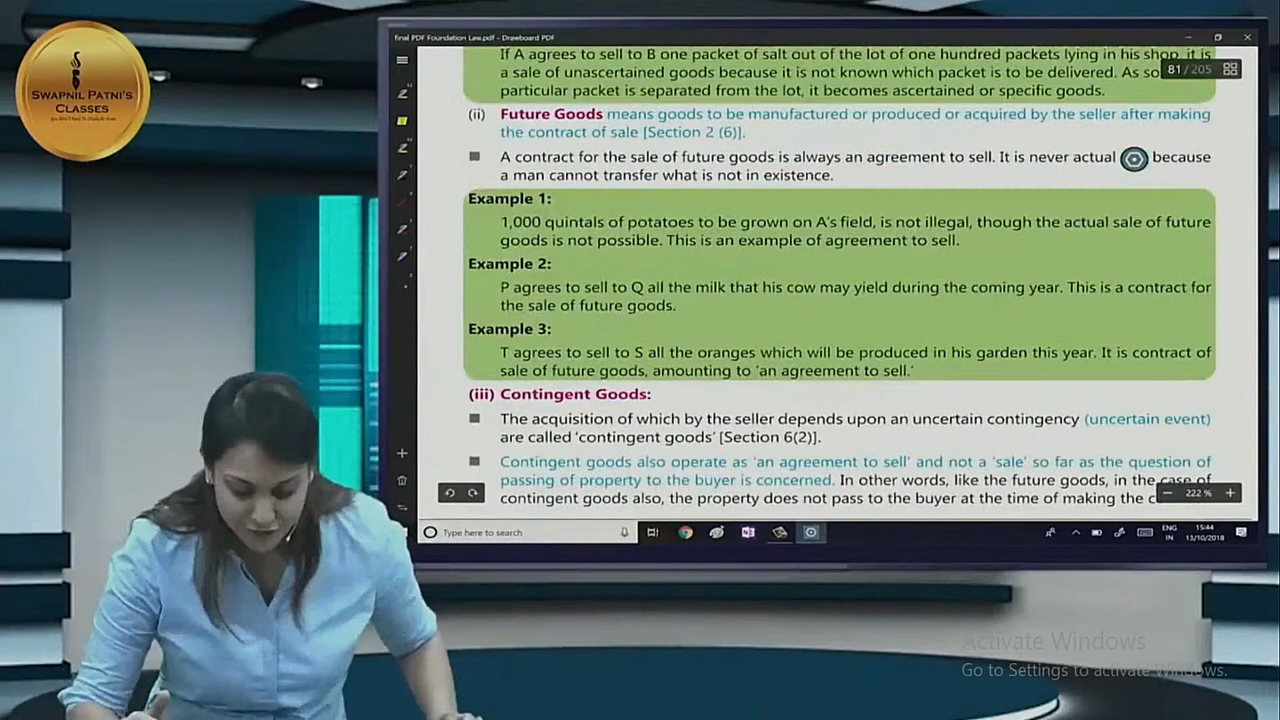 SWAPNIL PATNI'S
CLASSES
final PDF Foundation Law.pdf - Drawboard PDF
If A agrees to sell to B one packet of salt out of the lot of one hundred packets lying in his shop, it is
a sale of unascertained goods because it is not known which packet is to be delivered. As so
81 / 205
particular packet is separated from the lot, it becomes ascertained or specific goods.
(ii) Future Goods means goods to be manufactured or produced or acquired by the seller after making
the contract of sale [Section 2 (6)].
A contract for the sale of future goods is always an agreement to sell. It is never actual because
a man cannot transfer what is not in existence.
Example 1:
1,000 quintals of potatoes to be grown on A's field, is not illegal, though the actual sale of future
goods is not possible. This is an example of agreement to sell.
Example 2:
P agrees to sell to Q all the milk that his cow may yield during the coming year. This is a contract for
the sale of future goods.
Example 3:
T agrees to sell to S all the oranges which will be produced in his garden this year. It is contract of
sale of future goods, amounting to 'an agreement to sell.'
(iii) Contingent Goods:
The acquisition of which by the seller depends upon an uncertain contingency (uncertain event)
are called 'contingent goods' [Section 6(2)].
Contingent goods also operate as 'an agreement to sell' and not a 'sale' so far as the question of
passing of property to the buyer is concerned. In other words, like the future goods, in the case of
contingent goods also, the property does not pass to the buyer at the time of making the c
222 %
Type here to search
ENG
IN
15:44
13/10/2018
Activate Windows
Go to Settings to activate Windows.